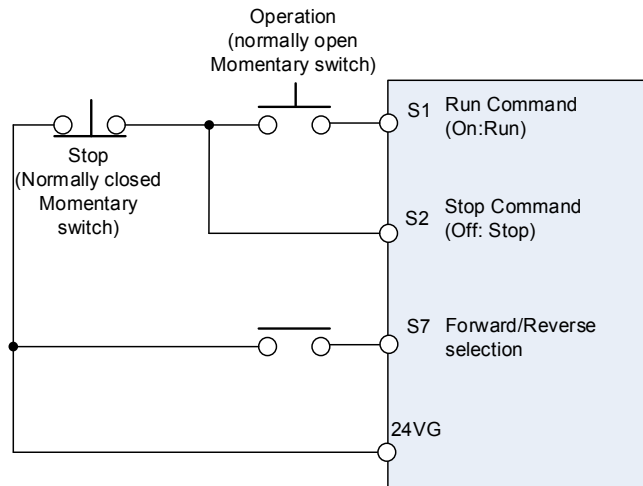 Operation
(normally open
Momentary switch)
S1 Run Command
(On:Run)
Stop
(Normally closed
Momentary
switch)
S2 Stop Command
(Off: Stop)
S7 Forward/Reverse
selection
24VG